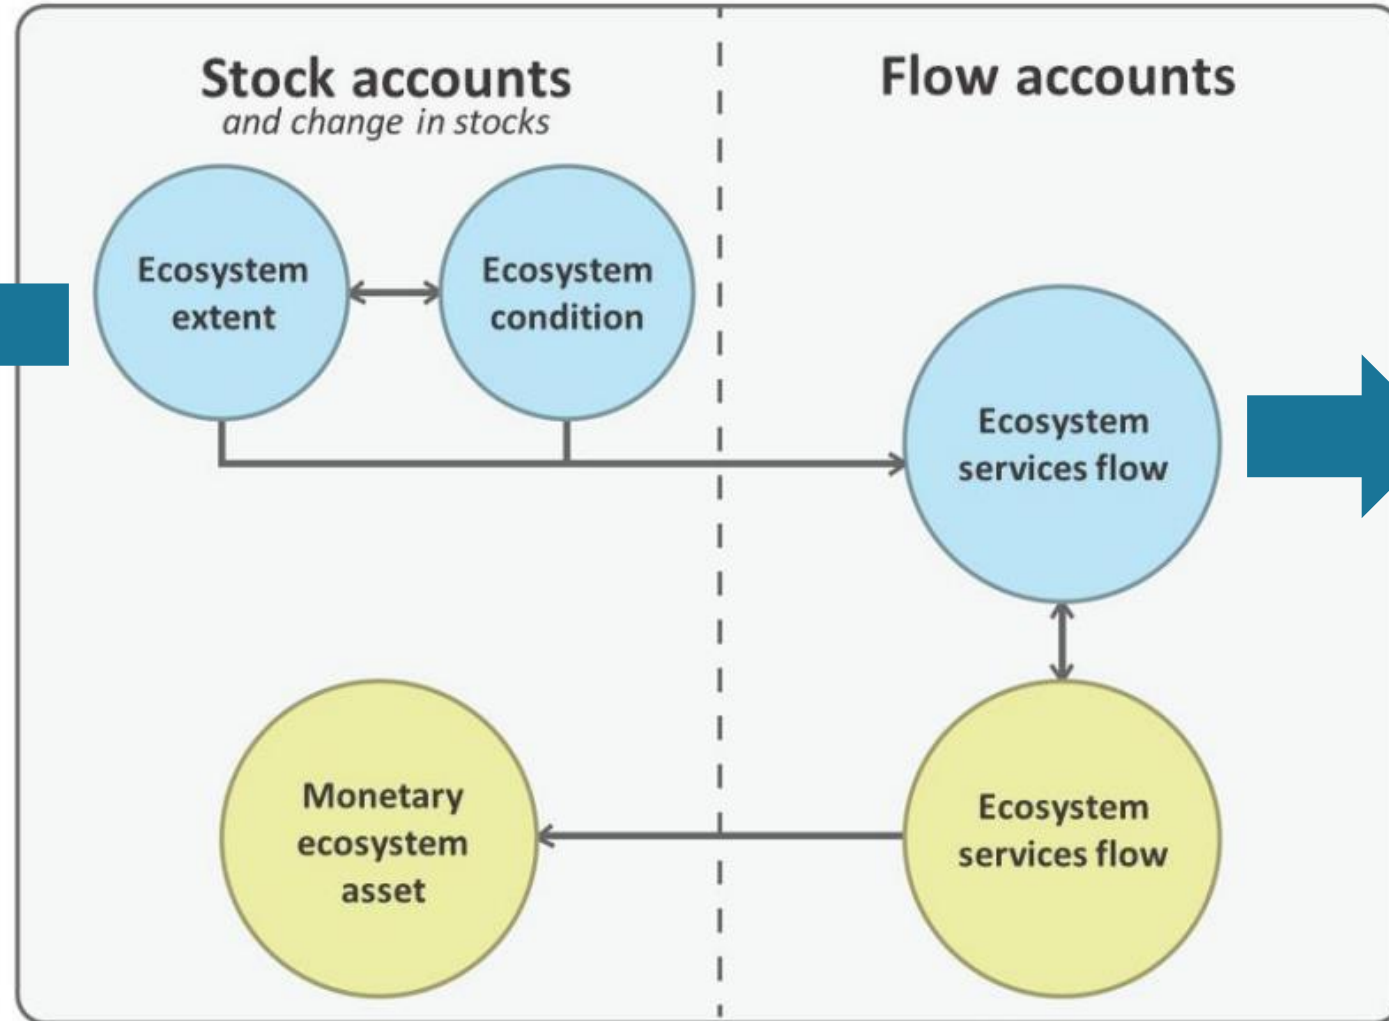 Stock accounts
and change in stocks
Flow accounts
Ecosystem
extent
Ecosystem
condition
Ecosystem
services flow
Monetary
ecosystem
asset
Ecosystem
services flow